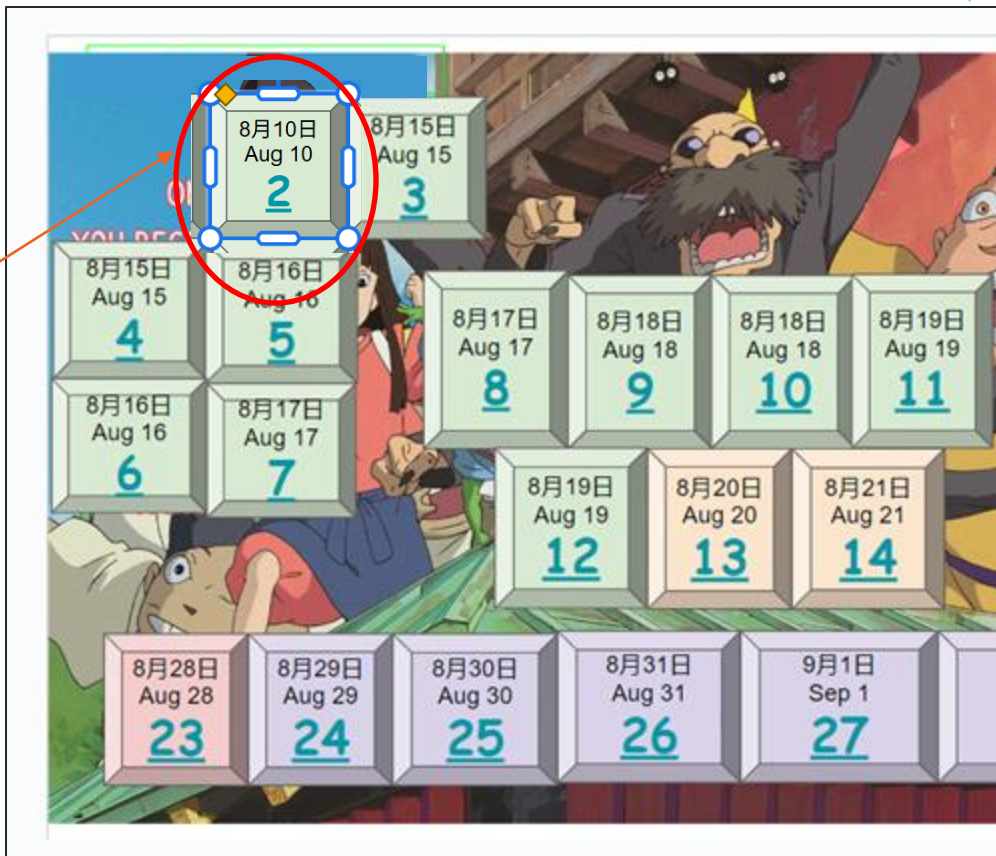 8月10日
Aug 10
2
8月15日
Aug 15
3
8月15日
Aug 15
4
8月16日
Aug 16
5
8月16日
Aug 16
6
8月17日
Aug 17
7
8月17日
Aug 17
8
8月18日
Aug 18
9
8月18日
Aug 18
10
8月19日
Aug 19
11
8月19日
Aug 19
12
8月20日
Aug 20
13
8月21日
Aug 21
14
8月28日
Aug 28
23
8月29日
Aug 29
24
8月30日
Aug 30
25
8月31日
Aug 31
26
9月1日
Sep 1
27